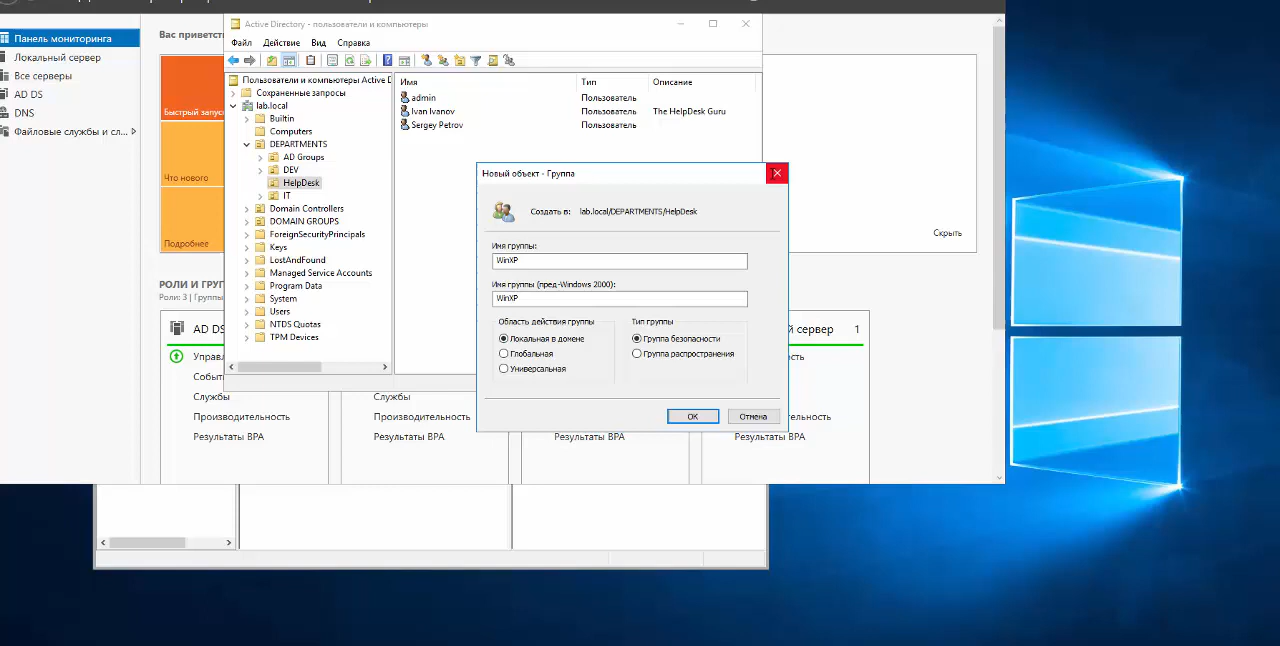 Active Directory - пользователи и компьютеры
Файл Действие Вид Справка
Панель мониторинга
Локальный сервер
Все серверы
AD DS
DNS
Файловые службы и сл...
Вас приветст
Быстрый запус
Что нового
Подробнее
Скрыть
РОЛИ И ГРУП
Роли: 3 | Группы
AD DS
й сервер 1
Управ
Событ
Службы
Производительность
Результаты BPA
Службы
Производительность
Результаты BPA
Результаты BPA
ость
ительность
Результаты BPA
Пользователи и компьютеры Active D
Сохраненные запросы
lab.local
Builtin
Computers
DEPARTMENTS
AD Groups
DEV
HelpDesk
IT
Domain Controllers
DOMAIN GROUPS
ForeignSecurityPrincipals
Keys
LostAndFound
Managed Service Accounts
Program Data
System
Users
NTDS Quotas
TPM Devices
Имя Тип Описание
admin Пользователь
Ivan Ivanov Пользователь The HelpDesk Guru
Sergey Petrov Пользователь
Новый объект - Группа
Создать в: lab.local/DEPARTMENTS/HelpDesk
Имя группы:
WinXP
Имя группы (пред-Windows 2000):
WinXP
Область действия группы
Локальная в домене
Глобальная
Универсальная
Тип группы
Группа безопасности
Группа распространения
OK Отмена